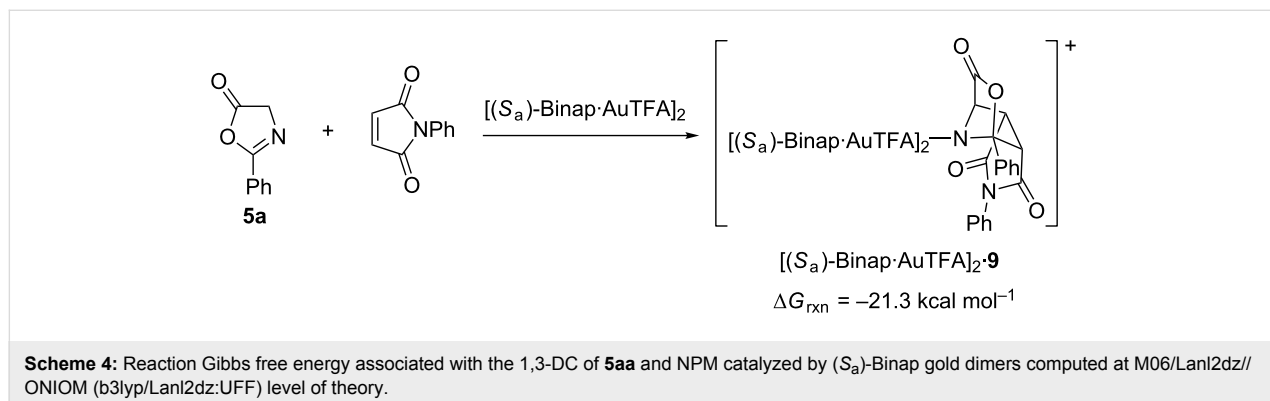 O
O
N
Ph
5a
+
O
NPh
O
[(Sa)-Binap·AuTFA]2
[(Sa)-Binap·AuTFA]2
N
O
O
O
Ph
N
O
Ph
+
[(Sa)-Binap·AuTFA]2·9
ΔGrxn = –21.3 kcal mol–1
Scheme 4: Reaction Gibbs free energy associated with the 1,3-DC of 5aa and NPM catalyzed by (Sa)-Binap gold dimers computed at M06/Lanl2dz//
ONIOM (b3lyp/Lanl2dz:UFF) level of theory.